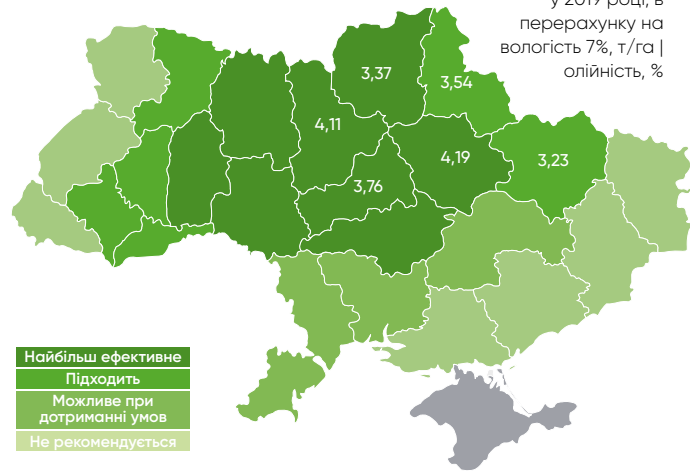 у 2019 році, в
перерахунку на
вологість 7%, т/га |
олійність, %
3,37
3,54
4,11
4,19
3,23
3,76
Найбільш ефективне
Підходить
Можливе при
дотриманні умов
Не рекомендується